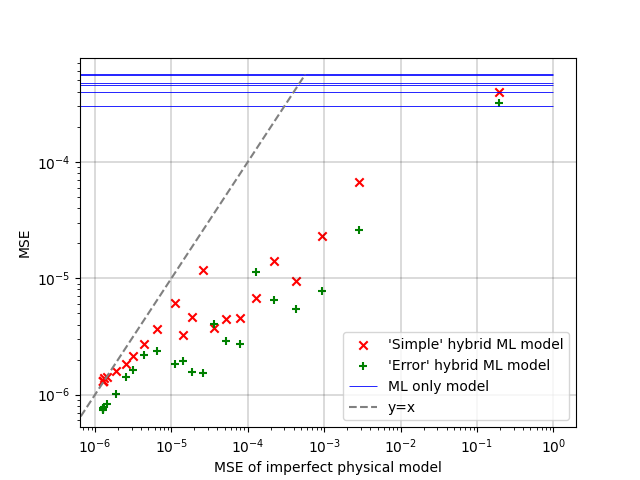 MSE
10⁻⁴
10⁻⁵
10⁻⁶
'Simple' hybrid ML model
'Error' hybrid ML model
ML only model
y=x
10⁻⁶ 10⁻⁵ 10⁻⁴ 10⁻³ 10⁻² 10⁻¹ 10⁰
MSE of imperfect physical model